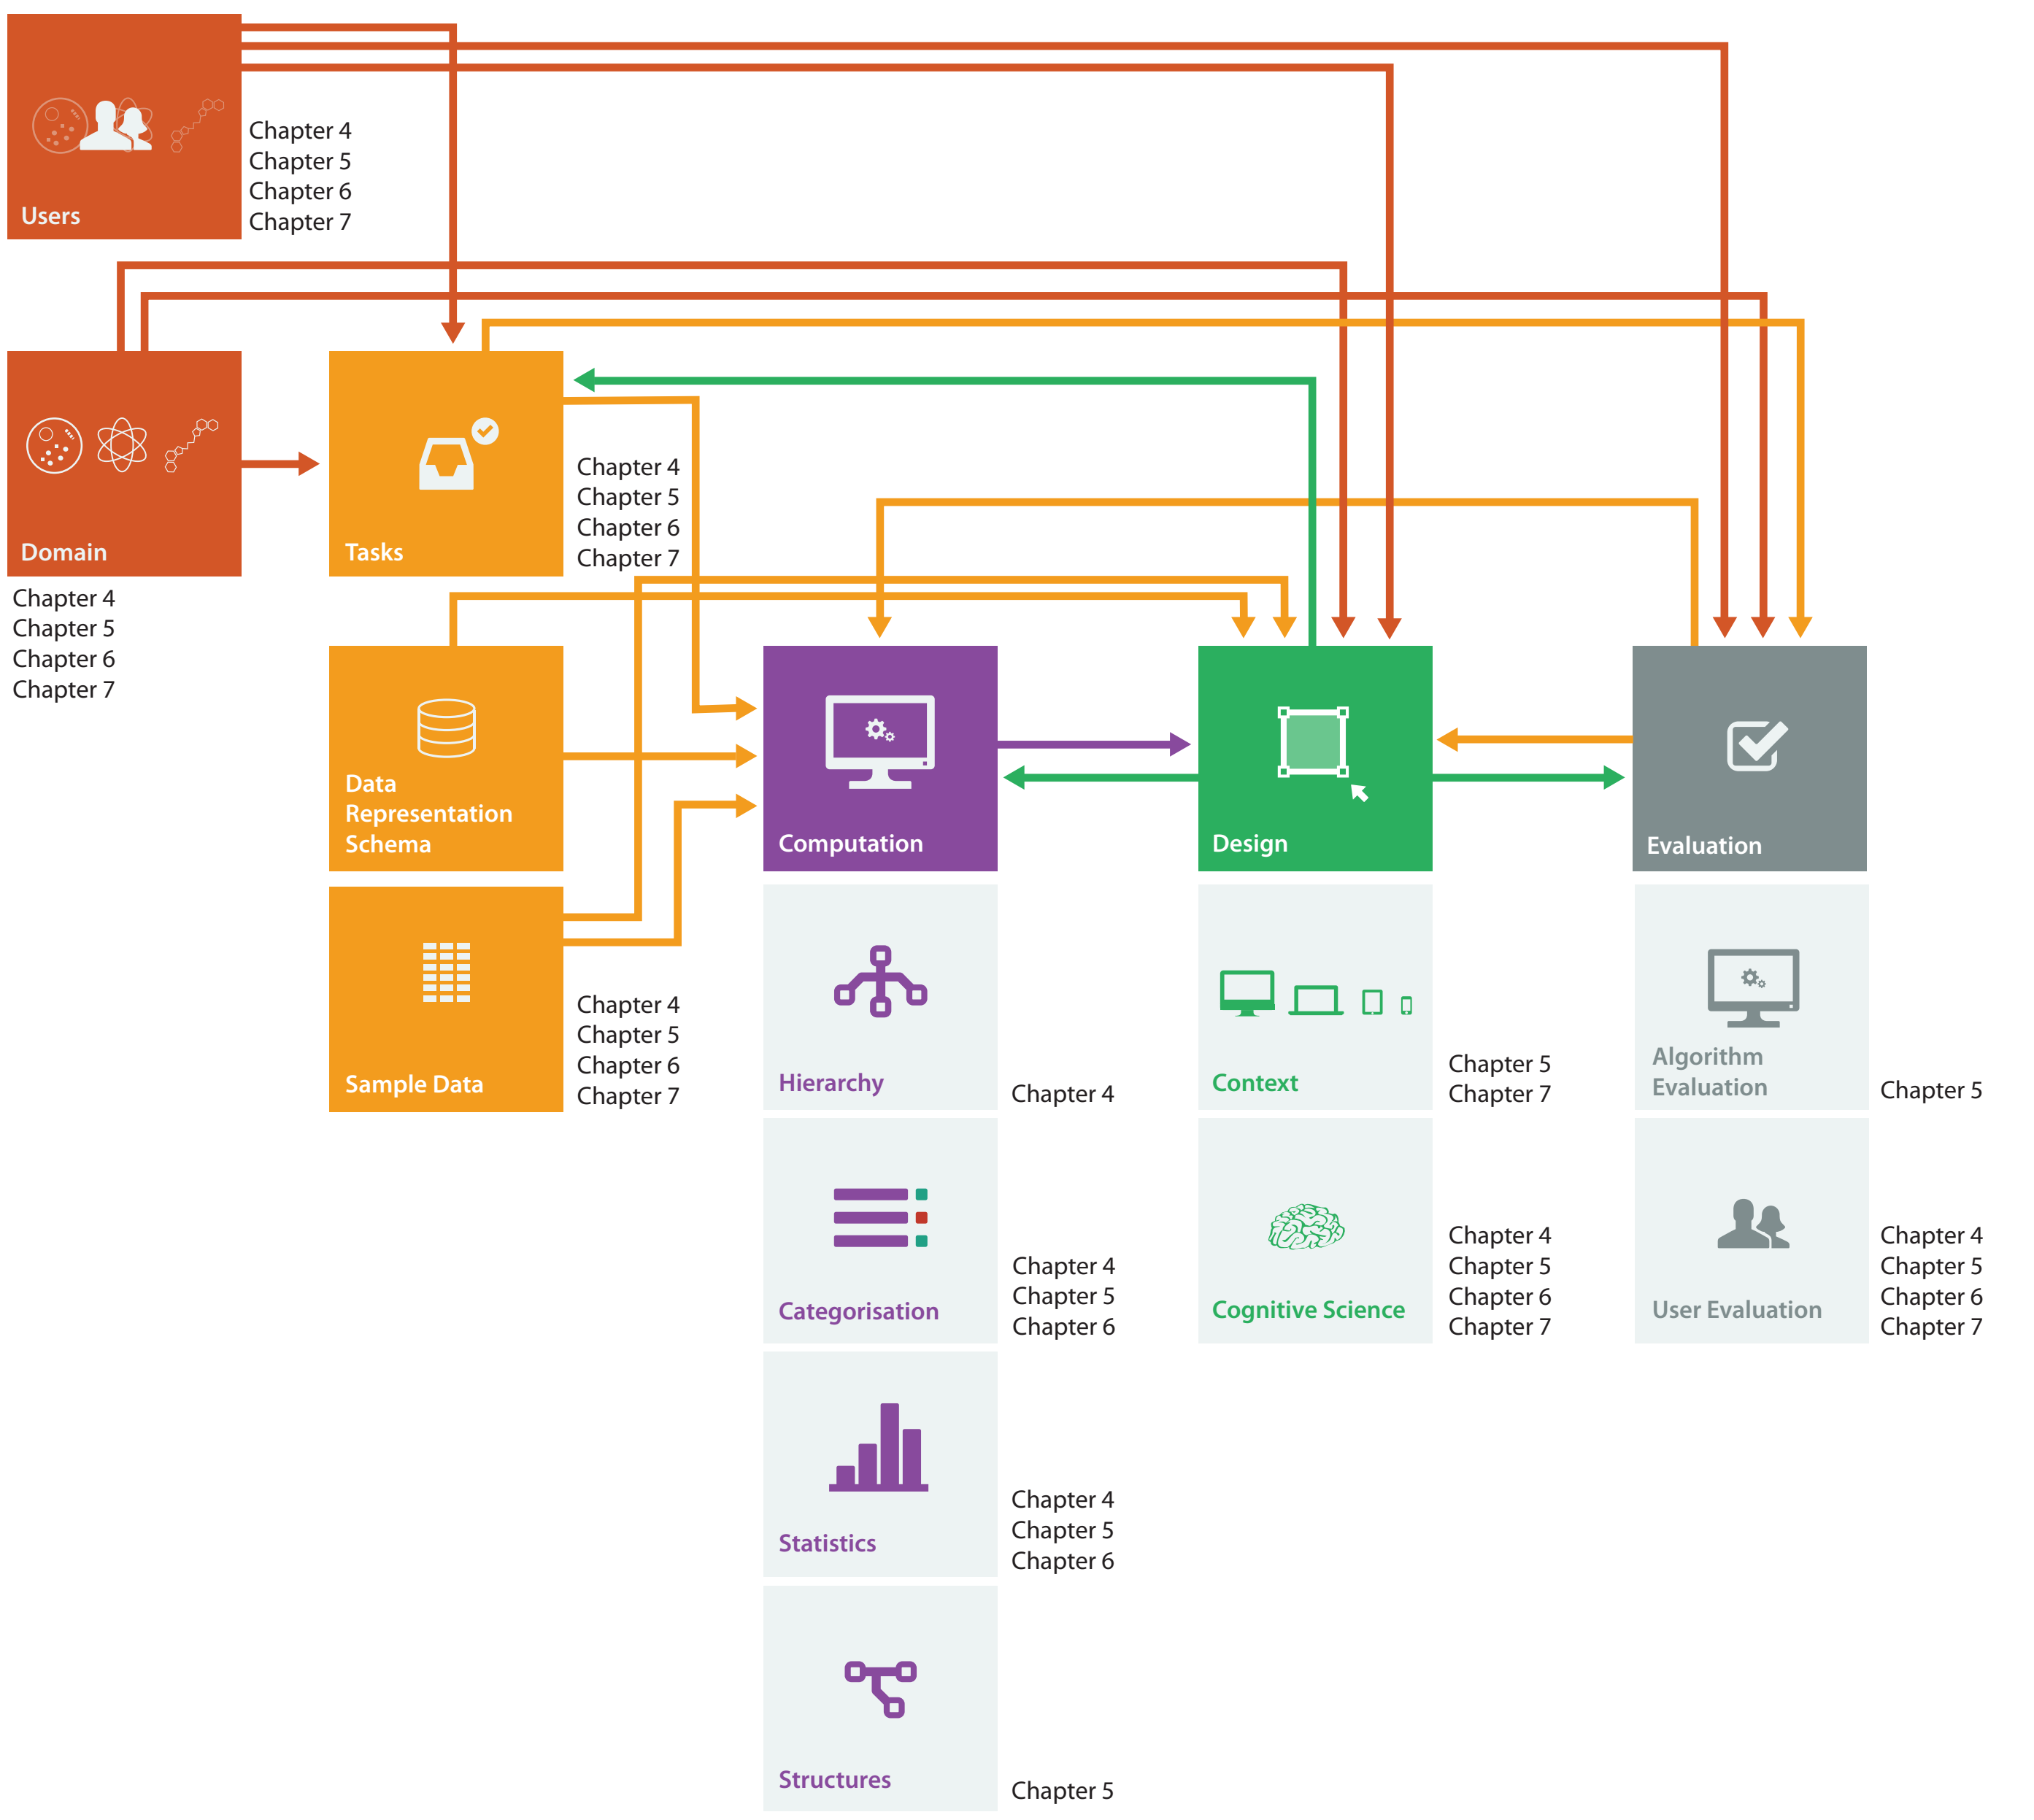 Users
Chapter 4
Chapter 5
Chapter 6
Chapter 7
Domain
Chapter 4
Chapter 5
Chapter 6
Chapter 7
Tasks
Chapter 4
Chapter 5
Chapter 6
Chapter 7
Data
Representation
Schema
Sample Data
Chapter 4
Chapter 5
Chapter 6
Chapter 7
Computation
Hierarchy
Chapter 4
Categorisation
Chapter 4
Chapter 5
Chapter 6
Statistics
Chapter 4
Chapter 5
Chapter 6
Structures
Chapter 5
Design
Context
Chapter 5
Chapter 7
Cognitive Science
Chapter 4
Chapter 5
Chapter 6
Chapter 7
Evaluation
Algorithm
Evaluation
Chapter 5
User Evaluation
Chapter 4
Chapter 5
Chapter 6
Chapter 7